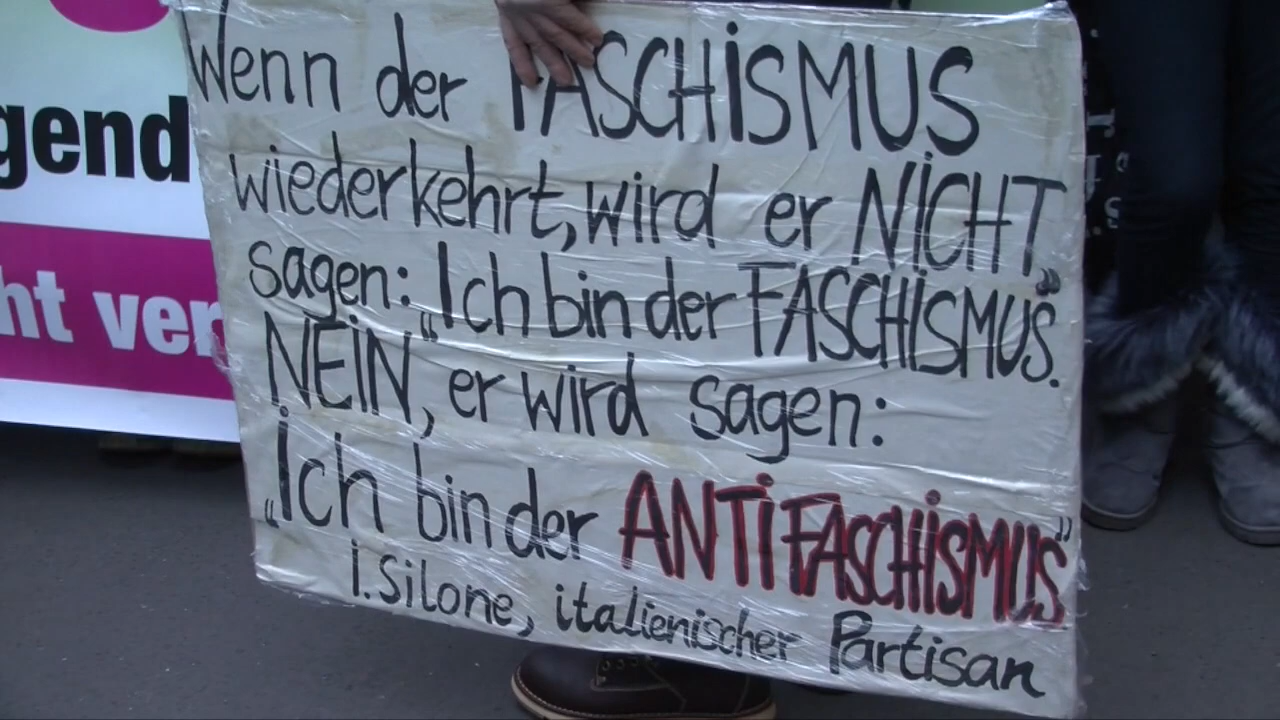 Wenn der FASCHiSMUS
wiederkehrt, wird er NiCHT
sagen: „Ich bin der FASCHiSMUS.“
NEiN, er wird sagen:
„Ich bin der ANTiFASCHiSMUS”
I. Silone, italienischer Partisan
gend
ht ver